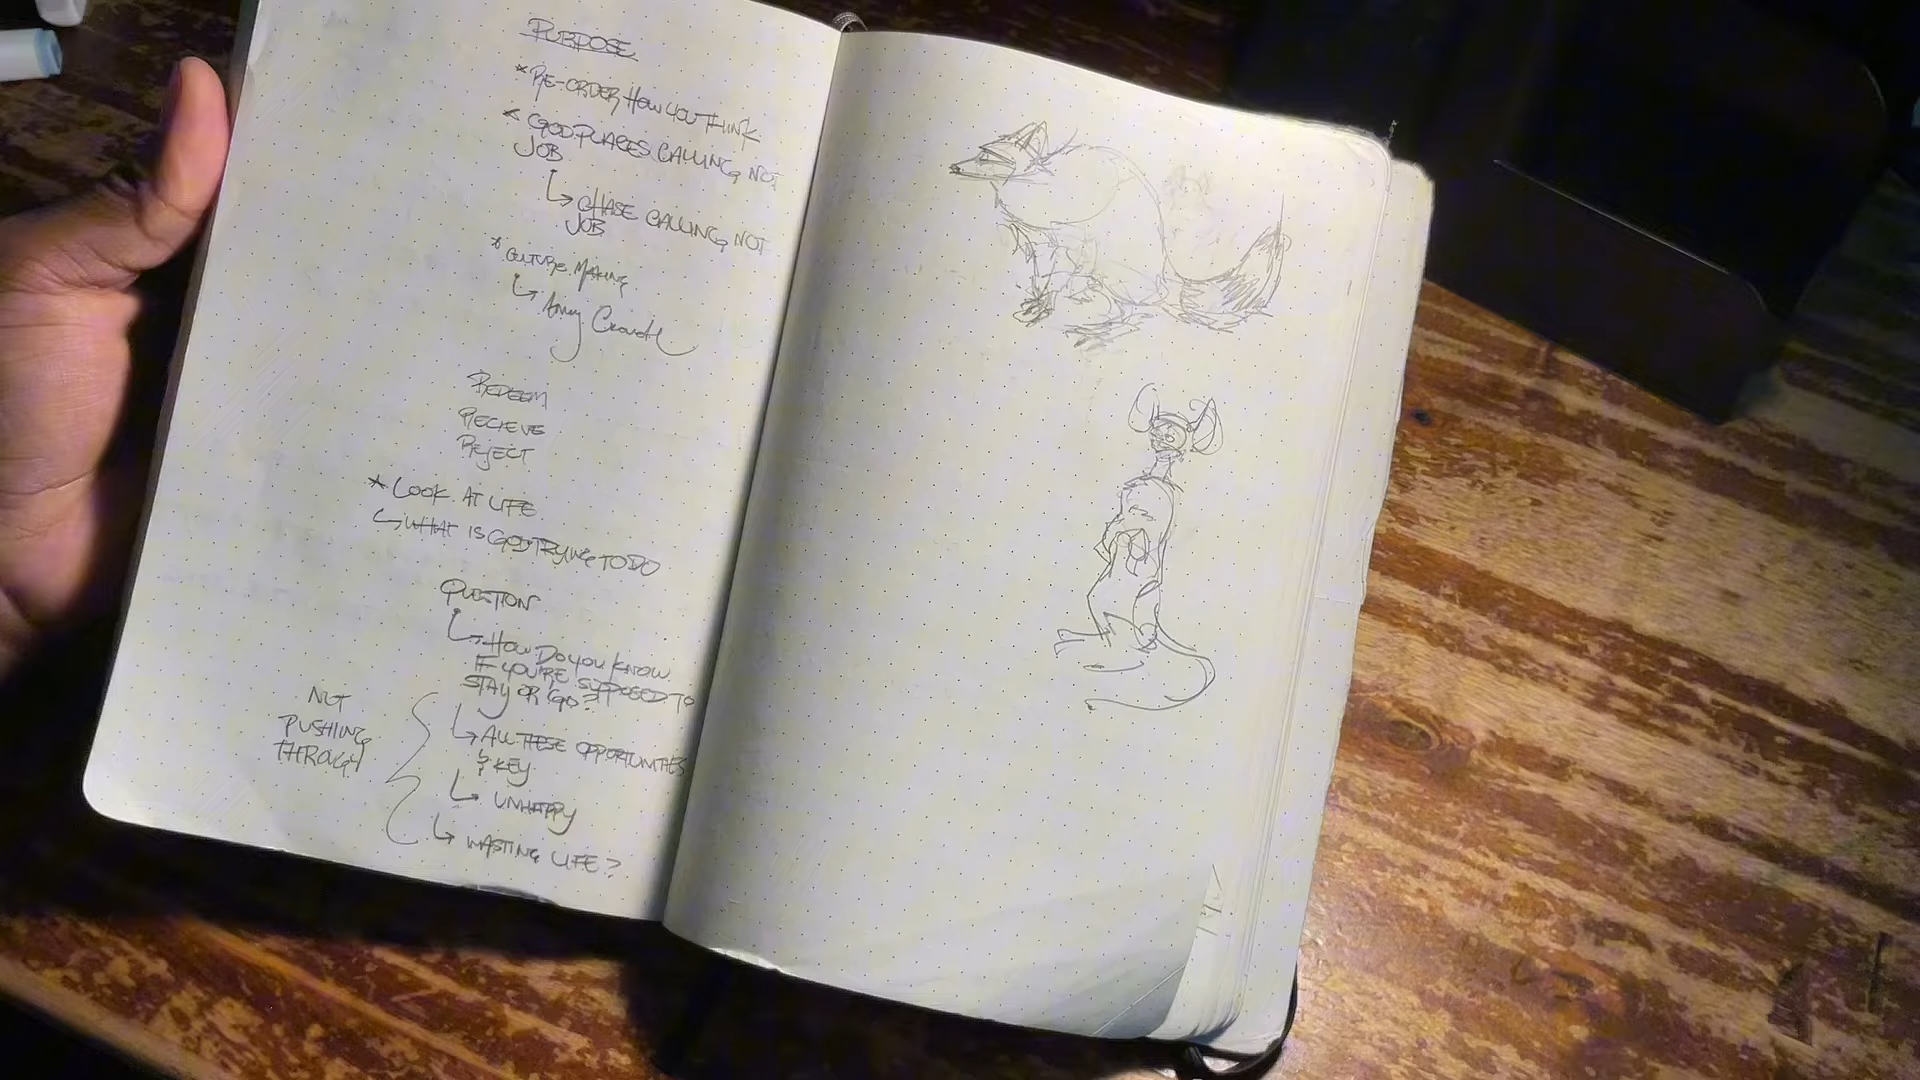 PURPOSE
* RE-ORDER HOW YOU THINK
* GOD PLACES CALLING, NOT
JOB
↳ CHASE CALLING, NOT
JOB
* CULTURE MAKING
↳ Andy Crouch
REDEEM
RECIEVE
REJECT
* LOOK AT LIFE
↳ WHAT IS GOD TRYING TO DO
QUESTION
↳ HOW DO YOU KNOW
IF YOU'RE SUPPOSED TO
STAY OR GO?
↳ ALL THESE OPPORTUNITIES
& KEY
↳ UNHAPPY
↳ WASTING LIFE?
NOT
PUSHING
THROUGH